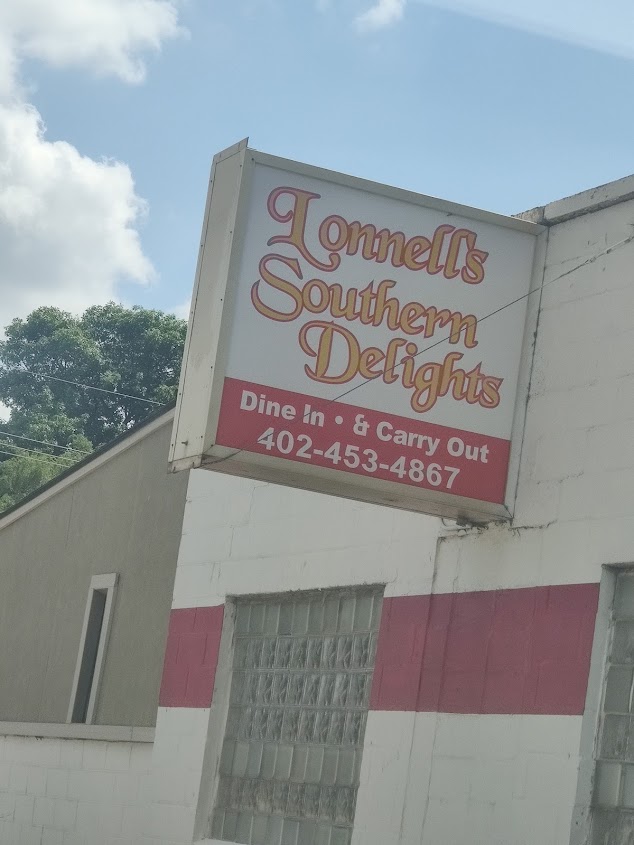 Lonnell's
Southern
Delights
Dine In • & Carry Out
402-453-4867